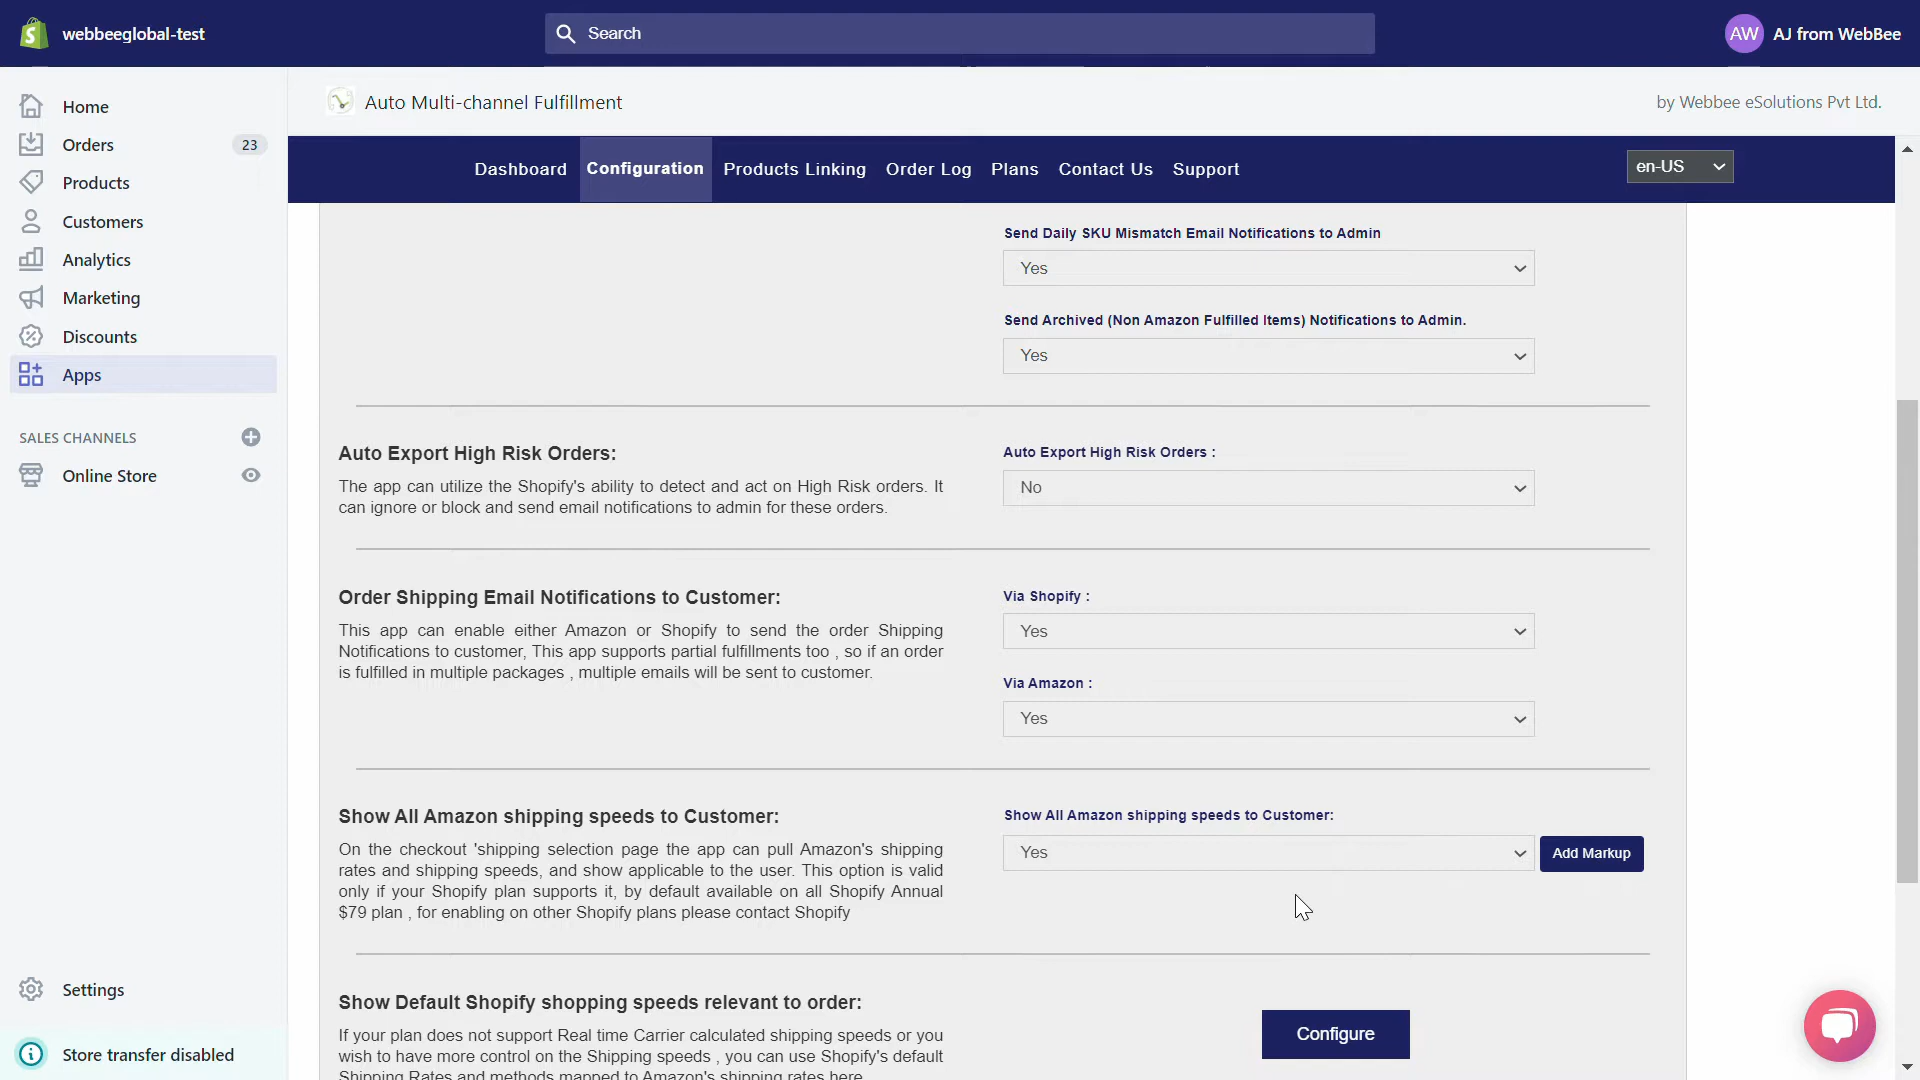 webbeeglobal-test
Search
AW AJ from WebBee
Home
Orders 23
Products
Customers
Analytics
Marketing
Discounts
Apps
SALES CHANNELS
Online Store
Settings
Store transfer disabled
Auto Multi-channel Fulfillment
by Webbee eSolutions Pvt Ltd.
Dashboard Configuration Products Linking Order Log Plans Contact Us Support
en-US
Send Daily SKU Mismatch Email Notifications to Admin
Yes
Send Archived (Non Amazon Fulfilled Items) Notifications to Admin.
Yes
Auto Export High Risk Orders:
The app can utilize the Shopify's ability to detect and act on High Risk orders. It
can ignore or block and send email notifications to admin for these orders.
Auto Export High Risk Orders :
No
Order Shipping Email Notifications to Customer:
This app can enable either Amazon or Shopify to send the order Shipping
Notifications to customer, This app supports partial fulfillments too , so if an order
is fulfilled in multiple packages , multiple emails will be sent to customer.
Via Shopify :
Yes
Via Amazon :
Yes
Show All Amazon shipping speeds to Customer:
On the checkout 'shipping selection page the app can pull Amazon's shipping
rates and shipping speeds, and show applicable to the user. This option is valid
only if your Shopify plan supports it, by default available on all Shopify Annual
$79 plan , for enabling on other Shopify plans please contact Shopify
Show All Amazon shipping speeds to Customer:
Yes
Add Markup
Show Default Shopify shopping speeds relevant to order:
If your plan does not support Real time Carrier calculated shipping speeds or you
wish to have more control on the Shipping speeds , you can use Shopify's default
Shipping Rates and methods mapped to Amazon's shipping rates here
Configure